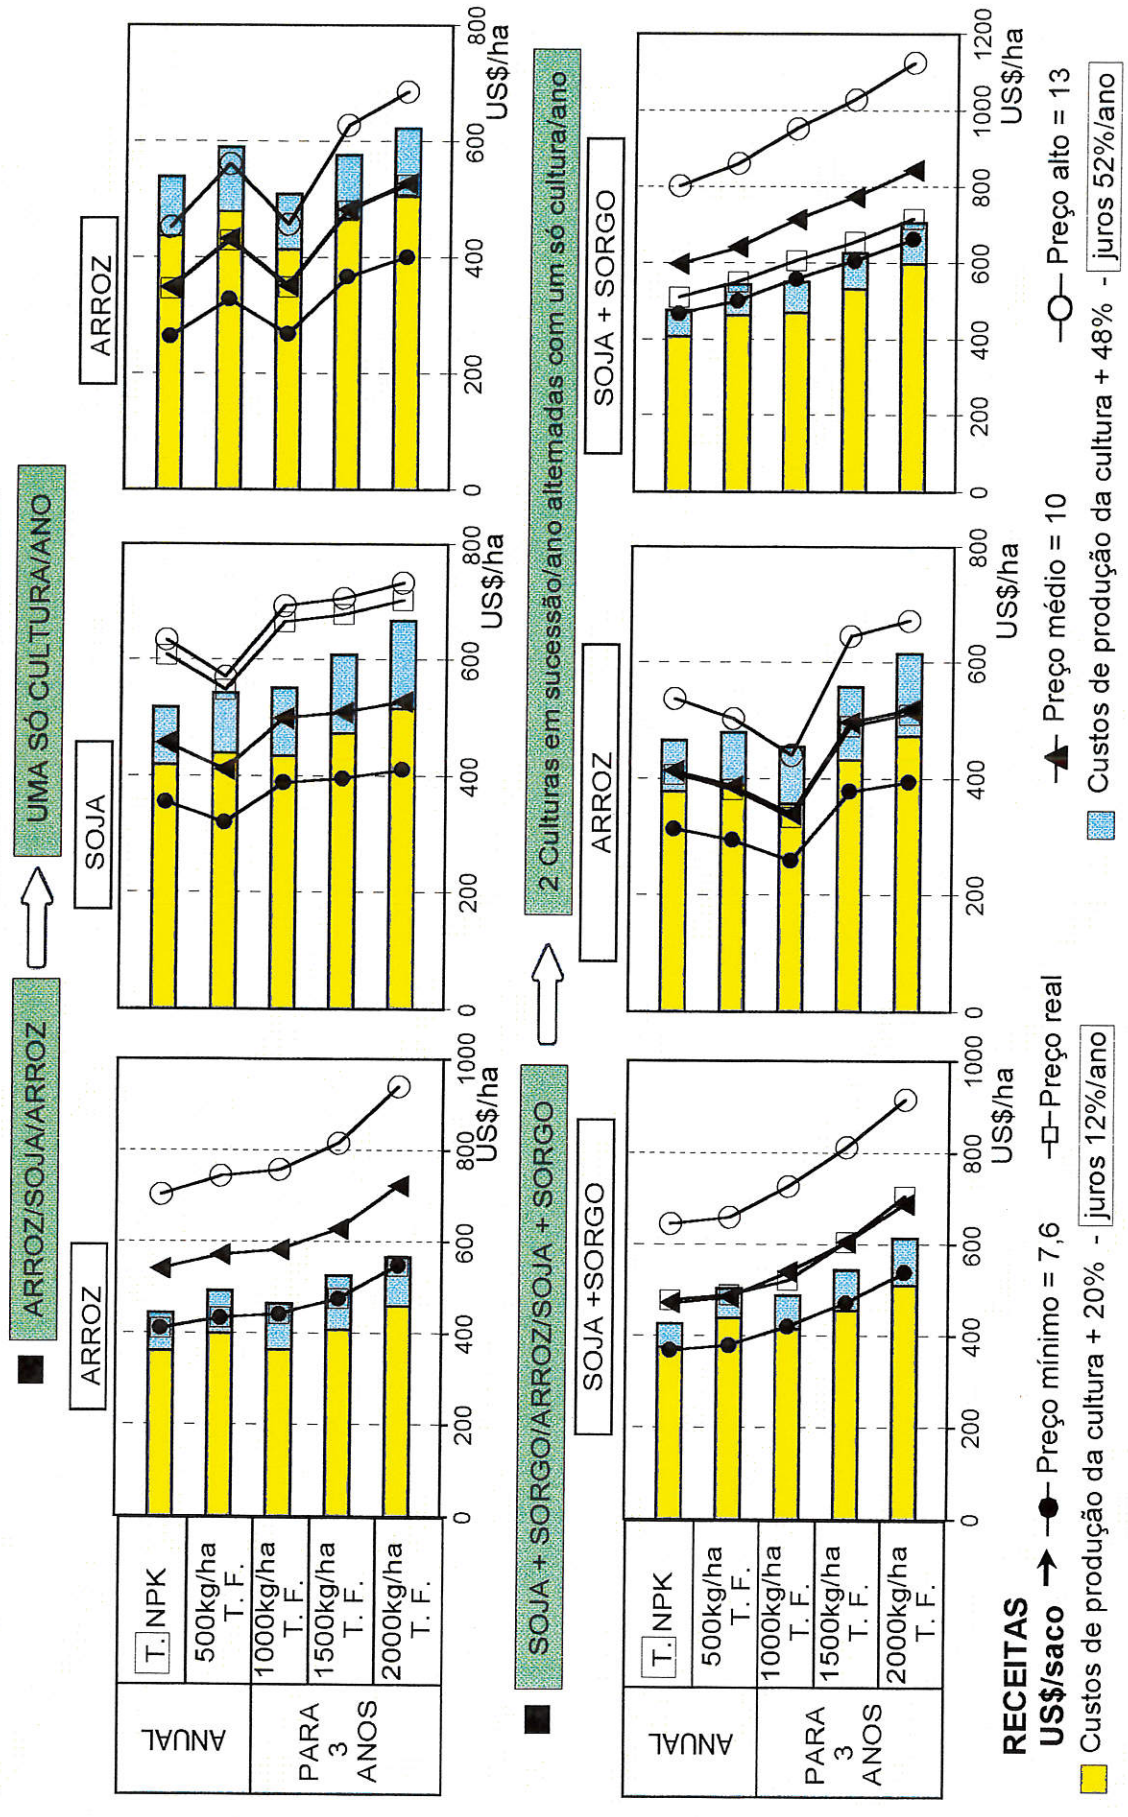 ■ ARROZ/SOJA/ARROZ UMA SÓ CULTURA/ANO
ARROZ SOJA ARROZ
ANUAL
T. NPK
500kg/ha
T. F.
PARA
3
ANOS
1000kg/ha
T. F.
1500kg/ha
T. F.
2000kg/ha
T. F.
0 200 400 600 800 1000
US$/ha
0 200 400 600 800
US$/ha
0 200 400 600 800
US$/ha
■ SOJA + SORGO/ARROZ/SOJA + SORGO 2 Culturas em sucessão/ano alternadas com um só cultura/ano
SOJA +SORGO ARROZ SOJA + SORGO
ANUAL
T. NPK
500kg/ha
T. F.
PARA
3
ANOS
1000kg/ha
T. F.
1500kg/ha
T. F.
2000kg/ha
T. F.
0 200 400 600 800 1000
US$/ha
0 200 400 600 800
US$/ha
0 200 400 600 800 1000 1200
US$/ha
RECEITAS
US$/saco Preço mínimo = 7,6 Preço real Preço médio = 10 Preço alto = 13
Custos de produção da cultura + 20% - juros 12%/ano Custos de produção da cultura + 48% - juros 52%/ano